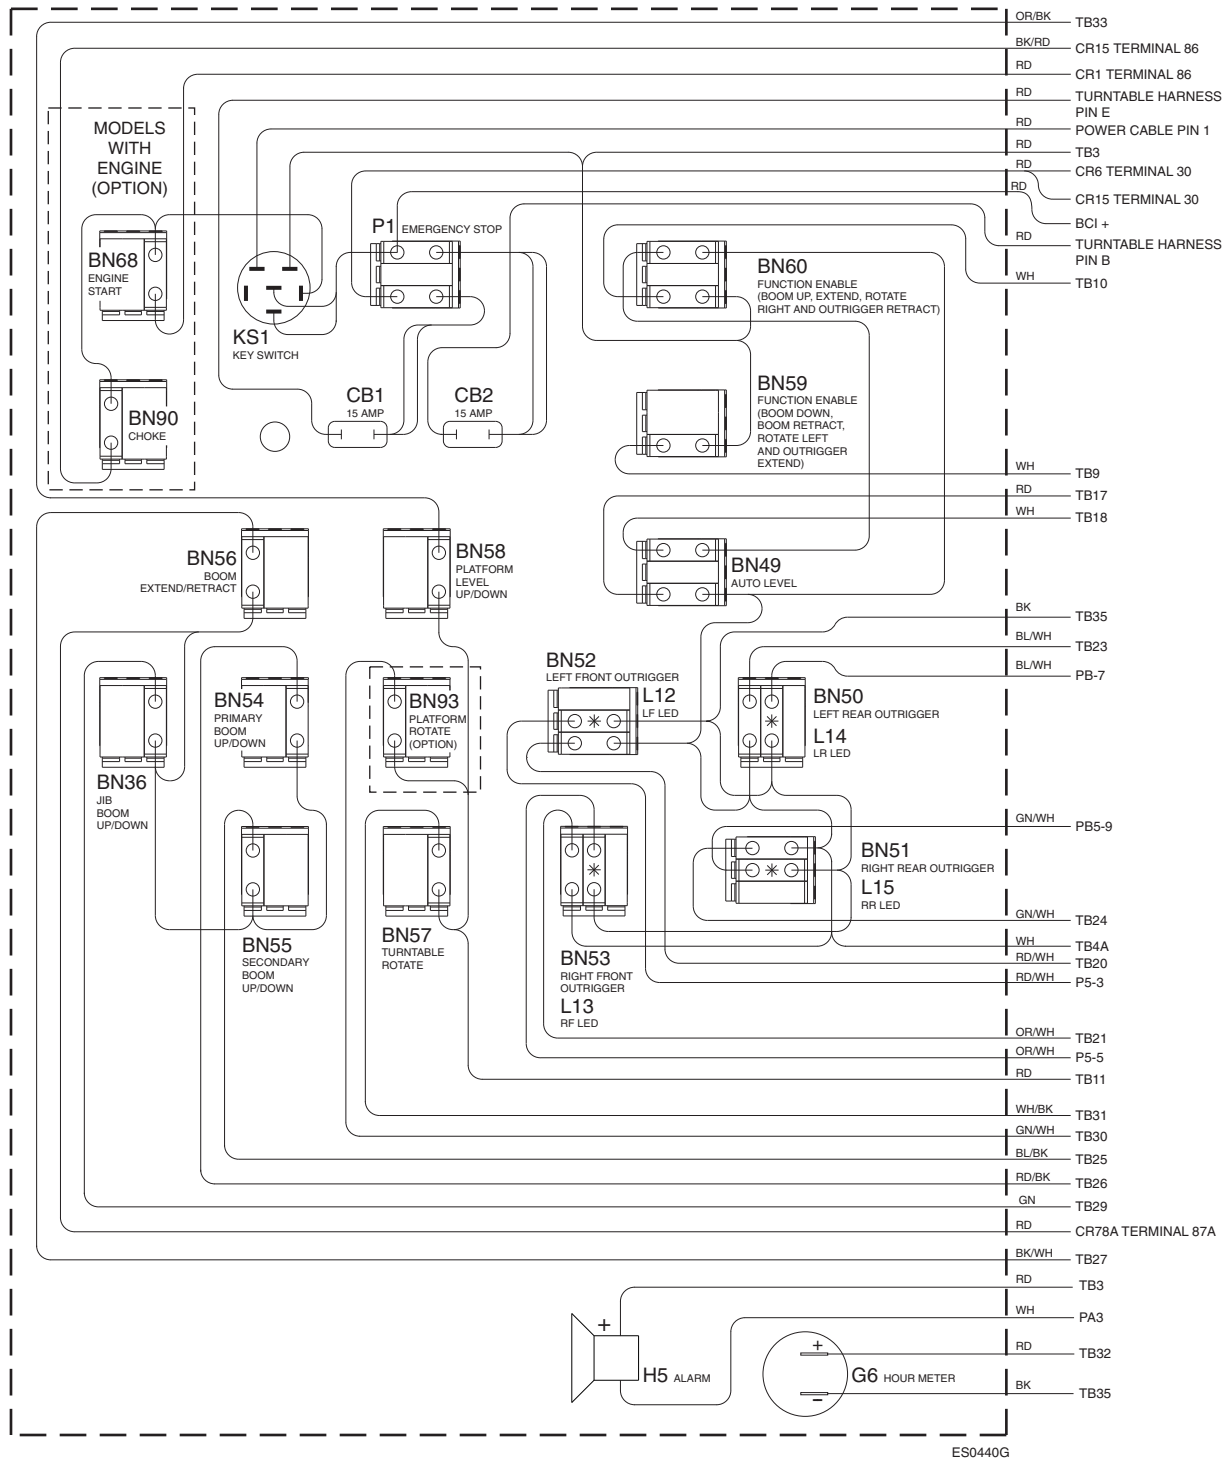 OR/BK TB33
BK/RD CR15 TERMINAL 86
RD CR1 TERMINAL 86
RD TURNTABLE HARNESS
PIN E
RD POWER CABLE PIN 1
RD TB3
RD CR6 TERMINAL 30
CR15 TERMINAL 30
RD BCI +
RD TURNTABLE HARNESS
PIN B
WH TB10
MODELS
WITH
ENGINE
(OPTION)
BN68
ENGINE
START
BN90
CHOKE
KS1
KEY SWITCH
P1 EMERGENCY STOP
CB1
15 AMP
CB2
15 AMP
BN60
FUNCTION ENABLE
(BOOM UP, EXTEND, ROTATE
RIGHT AND OUTRIGGER RETRACT)
BN59
FUNCTION ENABLE
(BOOM DOWN,
BOOM RETRACT,
ROTATE LEFT
AND OUTRIGGER
EXTEND)
WH TB9
RD TB17
WH TB18
BN56
BOOM
EXTEND/RETRACT
BN58
PLATFORM
LEVEL
UP/DOWN
BN49
AUTO LEVEL
BK TB35
BL/WH TB23
BL/WH PB-7
BN36
JIB
BOOM
UP/DOWN
BN54
PRIMARY
BOOM
UP/DOWN
BN93
PLATFORM
ROTATE
(OPTION)
BN52
LEFT FRONT OUTRIGGER
L12
LF LED
BN50
LEFT REAR OUTRIGGER
L14
LR LED
GN/WH PB5-9
BN55
SECONDARY
BOOM
UP/DOWN
BN57
TURNTABLE
ROTATE
BN53
RIGHT FRONT
OUTRIGGER
L13
RF LED
BN51
RIGHT REAR OUTRIGGER
L15
RR LED
GN/WH TB24
WH TB4A
RD/WH TB20
RD/WH P5-3
OR/WH TB21
OR/WH P5-5
RD TB11
WH/BK TB31
GN/WH TB30
BL/BK TB25
RD/BK TB26
GN TB29
RD CR78A TERMINAL 87A
BK/WH TB27
RD TB3
WH PA3
RD TB32
BK TB35
+
H5 ALARM
+
−
G6 HOUR METER
ES0440G